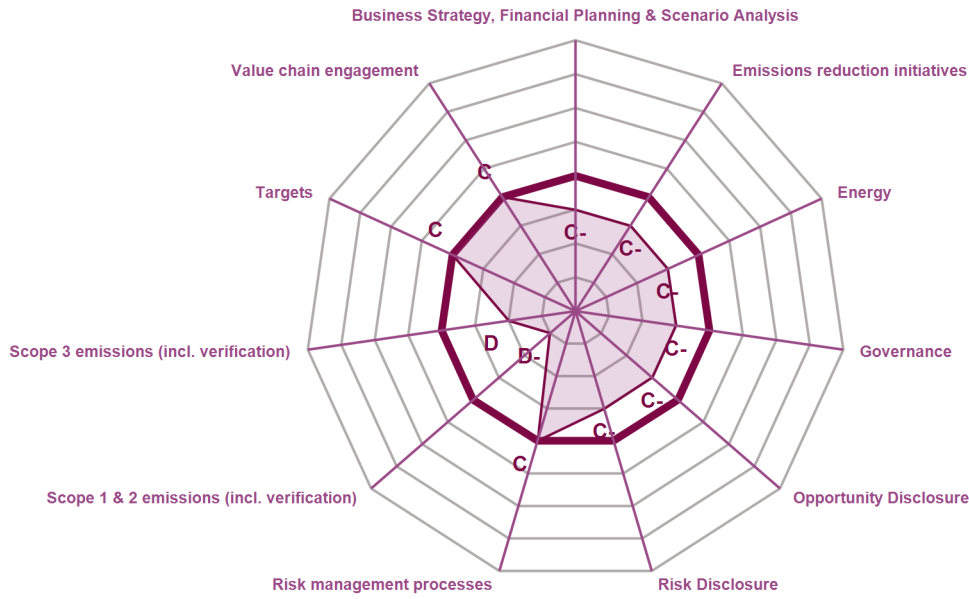 Business Strategy, Financial Planning & Scenario Analysis
Value chain engagement
Emissions reduction initiatives
C
Targets
Energy
C
C-
C-
C-
Scope 3 emissions (incl. verification)
D
D-
C-
Governance
C-
C-
C
Scope 1 & 2 emissions (incl. verification)
Opportunity Disclosure
Risk management processes
Risk Disclosure